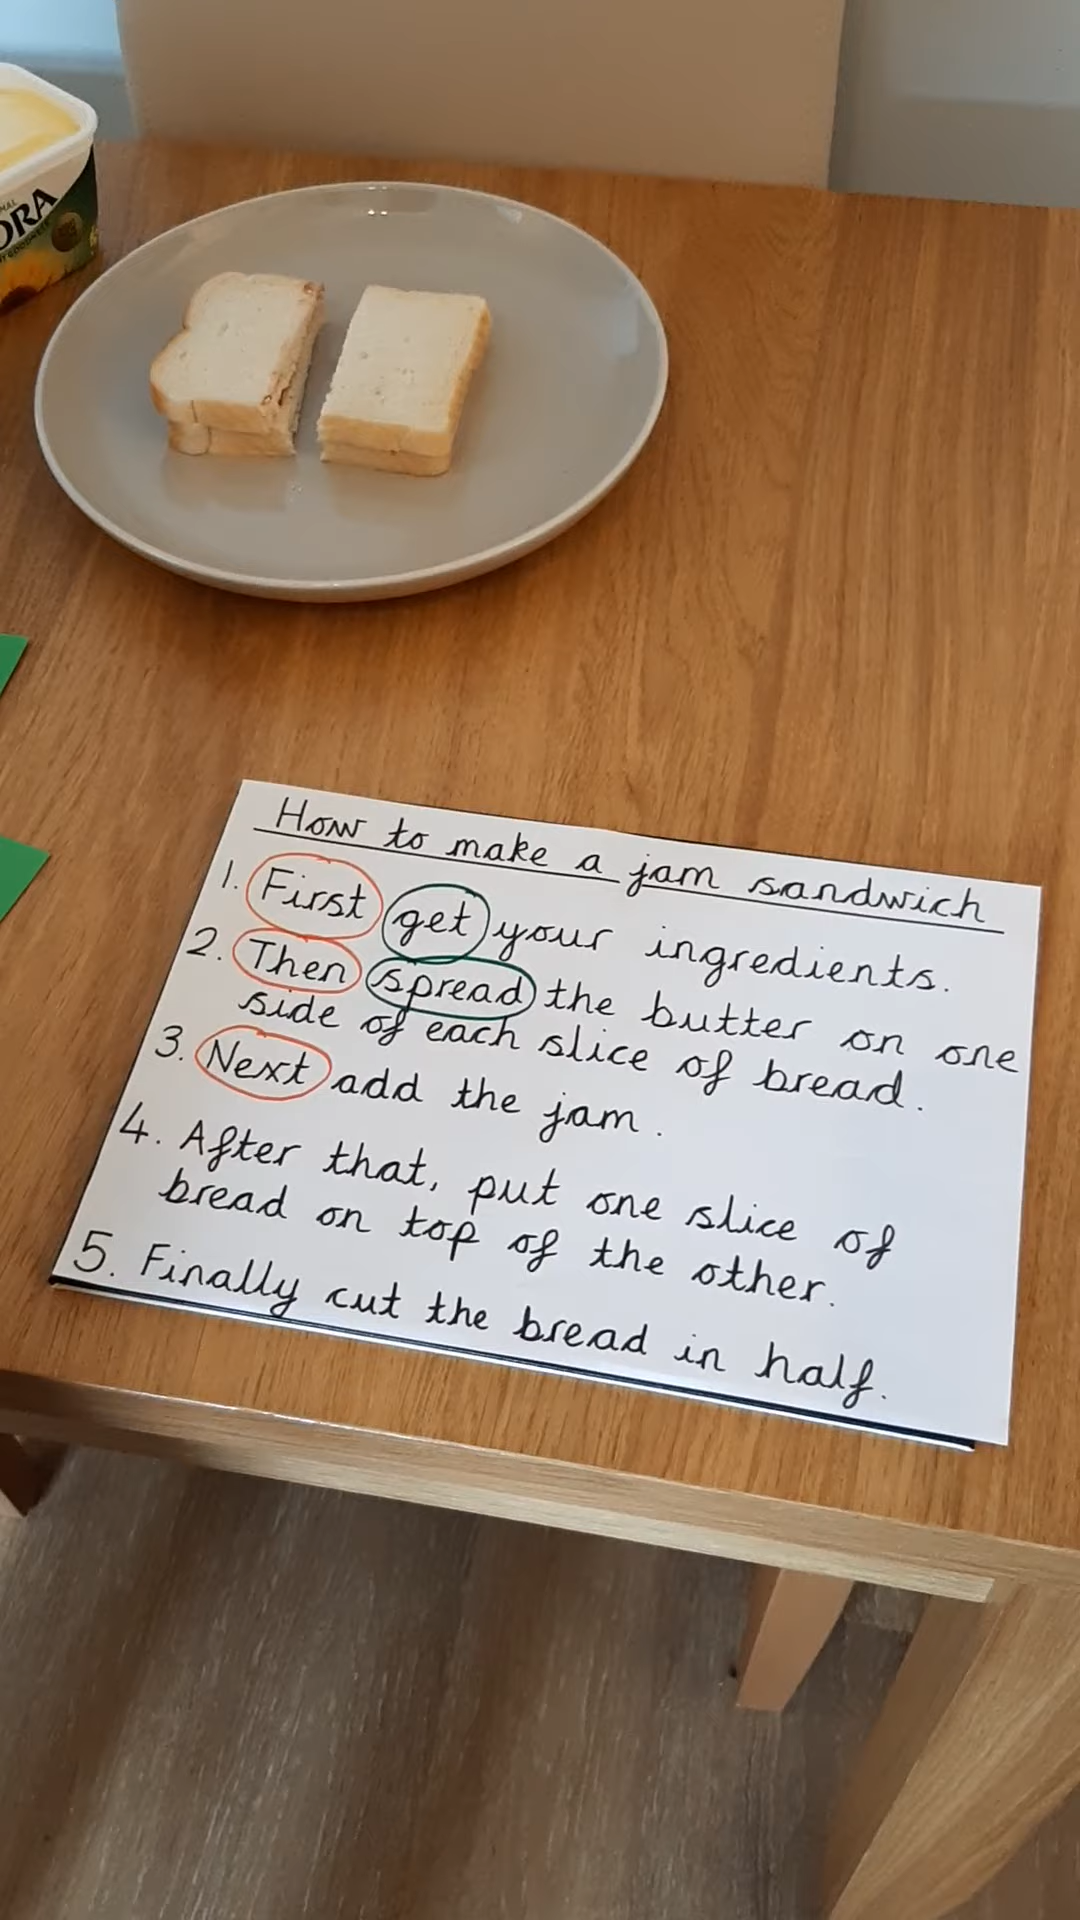 ORA
How to make a jam sandwich
1. First get your ingredients.
2. Then spread the butter on one
side of each slice of bread.
3. Next add the jam.
4. After that, put one slice of
bread on top of the other.
5. Finally cut the bread in half.